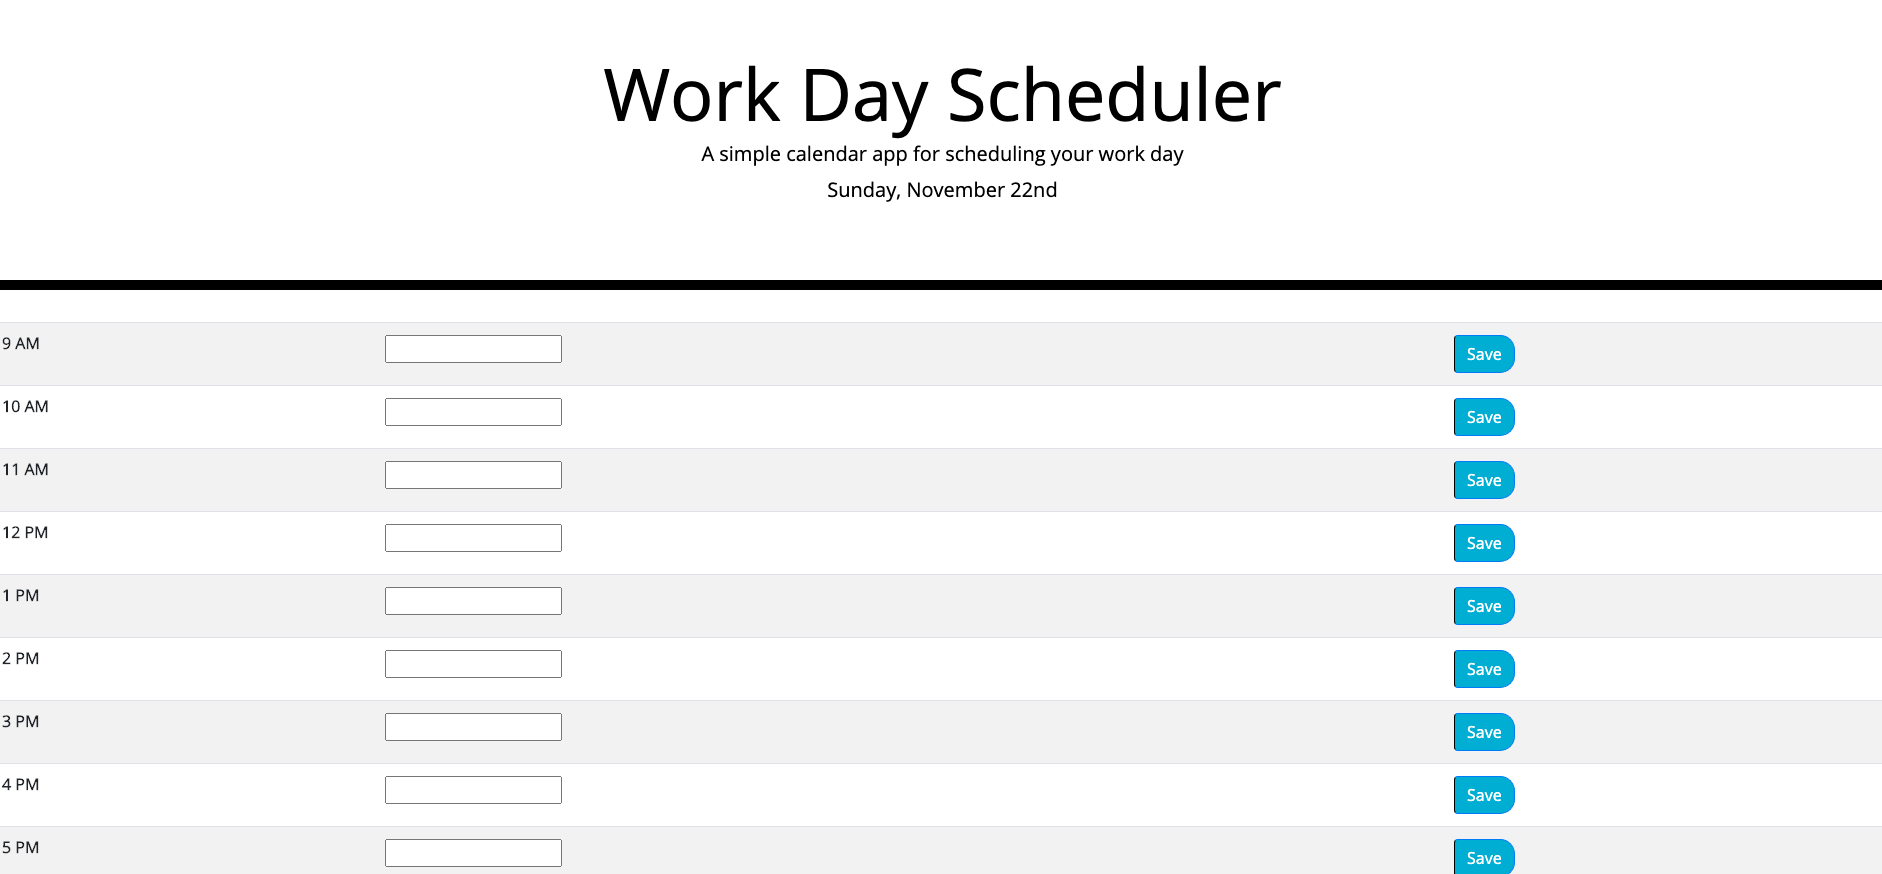 Work Day Scheduler
A simple calendar app for scheduling your work day
Sunday, November 22nd
9 AM Save
10 AM Save
11 AM Save
12 PM Save
1 PM Save
2 PM Save
3 PM Save
4 PM Save
5 PM Save